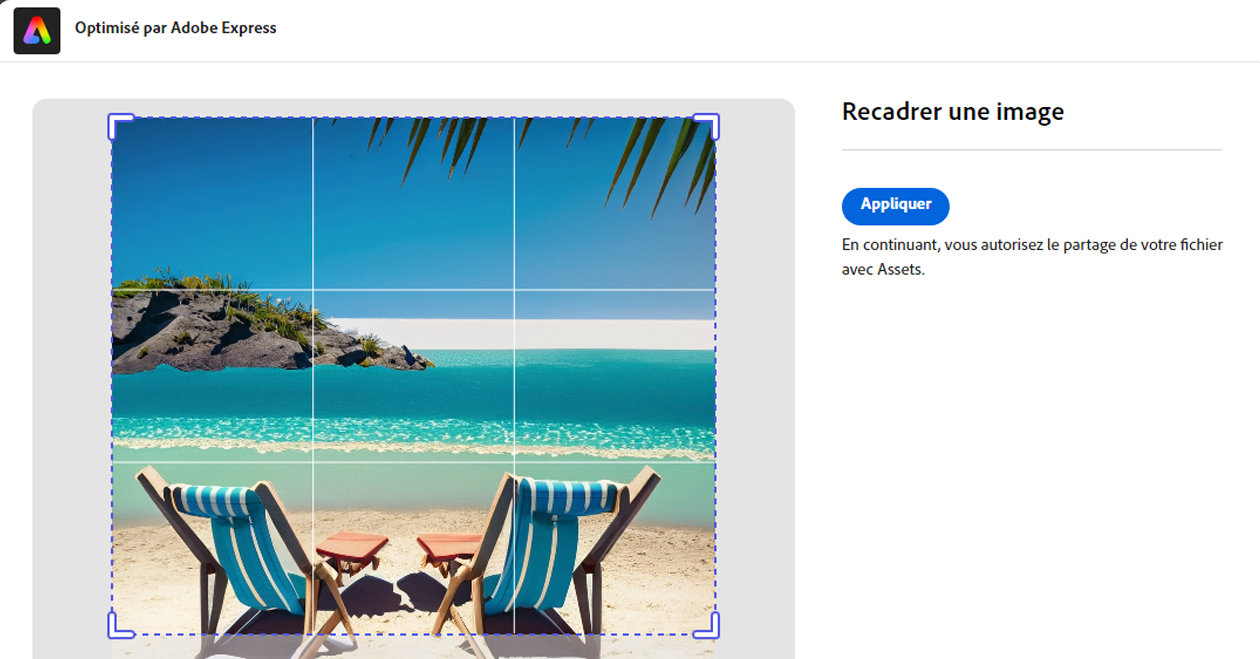 Optimisé par Adobe Express
Recadrer une image
Appliquer
En continuant, vous autorisez le partage de votre fichier
avec Assets.